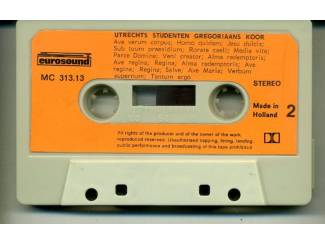 UTRECHTS STUDENTEN GREGORIAANS KOOR
eurosound
MC 313.13
Ave verum corpus; Homo quidam; Jesu dulcis;
Sub tuum praesidium; Rorate caeli; Media vita;
Parce Domine; Veni creator; Alma redemptoris;
Ave regina; Regina; Alma redemptoris; Ave
regina; Regina; Salve; Ave Maria; Verbum
supernum; Tantum ergo
STEREO
Made in
Holland
2
All rights of the producer and of the owner of the work
reproduced reserved. Unauthorised copying, hiring, lending,
public performance and broadcasting of this tape prohibited